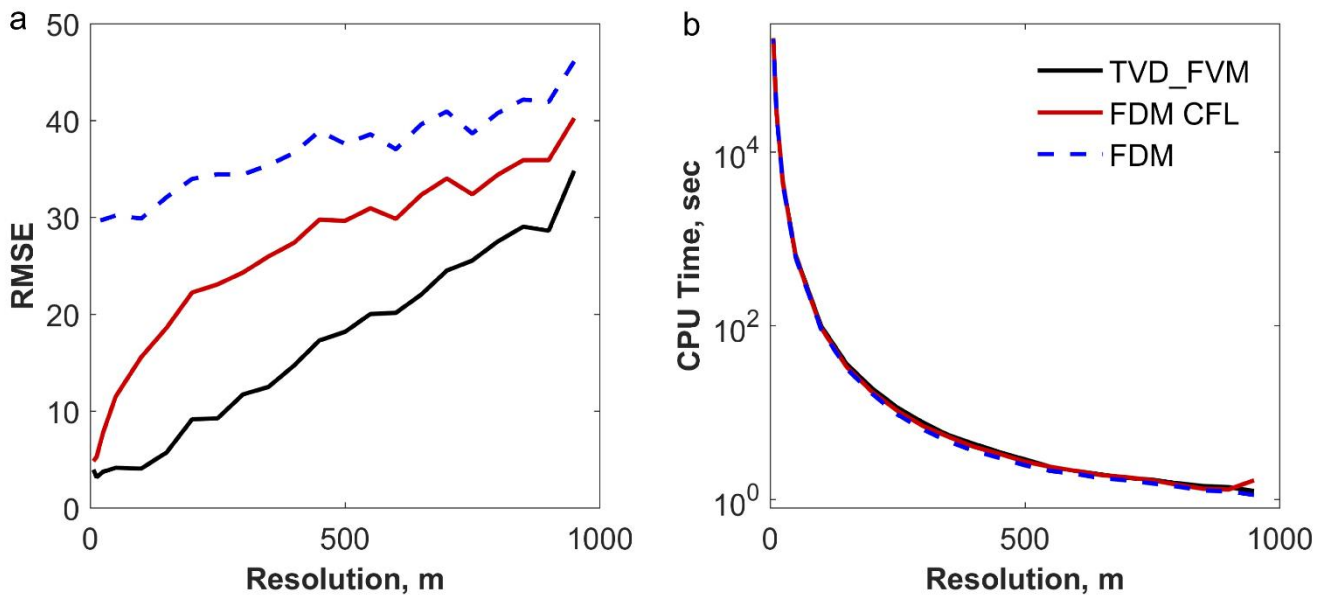 a
50
40
30
20
10
0
RMSE
0
500
1000
Resolution, m
b
10^4
10^2
10^0
CPU Time, sec
TVD_FVM
FDM CFL
FDM
0
500
1000
Resolution, m